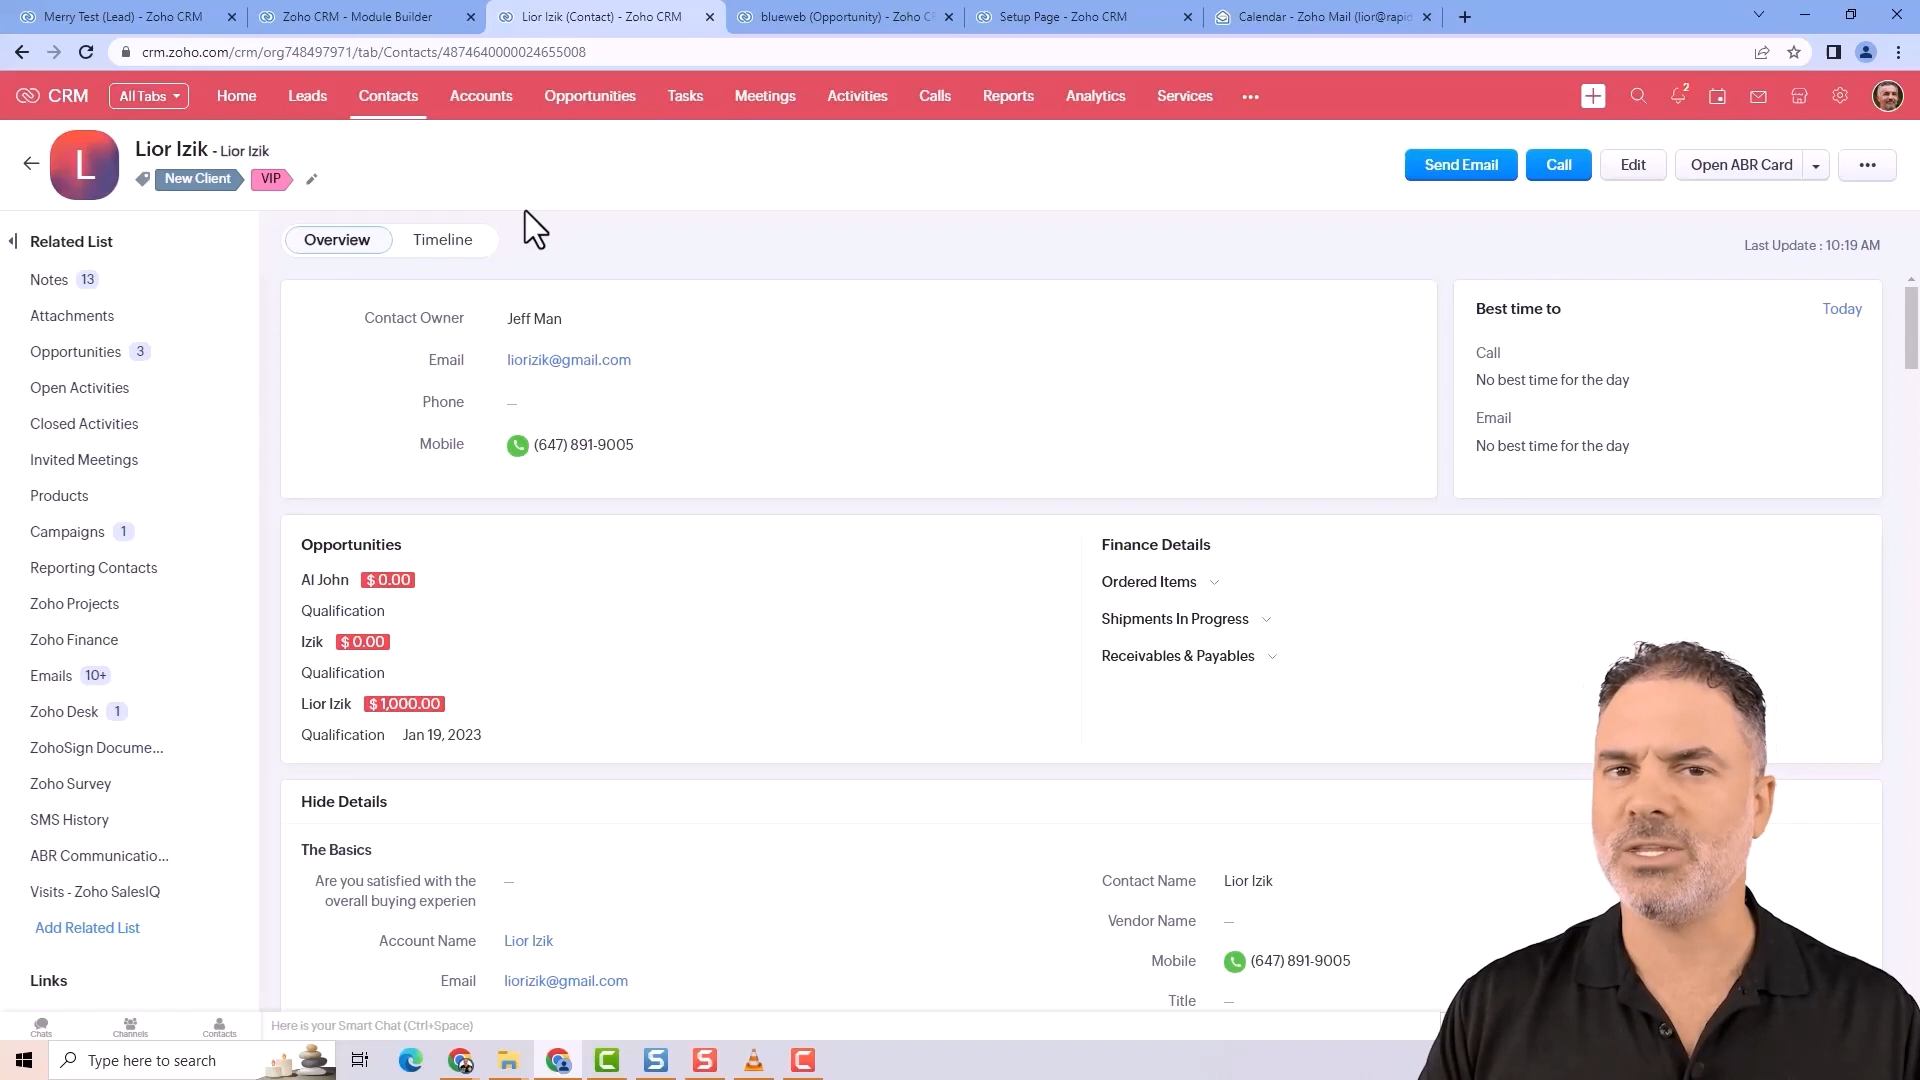 Merry Test (Lead) - Zoho CRM
Zoho CRM - Module Builder
Lior Izik (Contact) - Zoho CRM
blueweb (Opportunity) - Zoho C
Setup Page - Zoho CRM
Calendar - Zoho Mail (lior@rapid
crm.zoho.com/crm/org748497971/tab/Contacts/4874640000024655008
CRM All Tabs Home Leads Contacts Accounts Opportunities Tasks Meetings Activities Calls Reports Analytics Services 2
L
Lior Izik - Lior Izik
New Client VIP
Send Email Call Edit Open ABR Card
Related List
Notes 13
Attachments
Opportunities 3
Open Activities
Closed Activities
Invited Meetings
Products
Campaigns 1
Reporting Contacts
Zoho Projects
Zoho Finance
Emails 10+
Zoho Desk 1
ZohoSign Docume...
Zoho Survey
SMS History
ABR Communicatio...
Visits - Zoho SalesIQ
Add Related List
Links
Overview Timeline
Last Update : 10:19 AM
Contact Owner Jeff Man
Email liorizik@gmail.com
Phone —
Mobile (647) 891-9005
Best time to Today
Call
No best time for the day
Email
No best time for the day
Opportunities
Al John $ 0.00
Qualification
Izik $ 0.00
Qualification
Lior Izik $ 1,000.00
Qualification Jan 19, 2023
Finance Details
Ordered Items
Shipments In Progress
Receivables & Payables
Hide Details
The Basics
Are you satisfied with the —
overall buying experien
Account Name Lior Izik
Email liorizik@gmail.com
Contact Name Lior Izik
Vendor Name —
Mobile (647) 891-9005
Title —
Chats Channels Contacts
Here is your Smart Chat (Ctrl+Space)
Type here to search